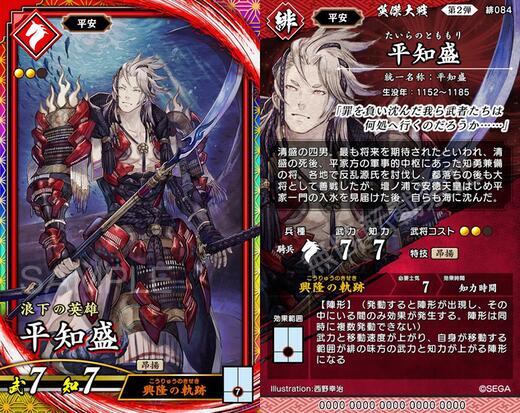 平安
SAMPLE
浪下の英雄
平知盛
昂揚
武7 知7
こうりゅうのきせき
興隆の軌跡
7
緋
平安
英傑大戦
第2弾
緋084
たいらのとももり
平知盛
統一名称:平知盛
生没年:1152～1185
「罪を負い沈んだ我ら武者たちは
何処へ行くのだろうか……」
清盛の四男。最も将来を期待されたといわれ、清
盛の死後、平家方の軍事的中枢にあった知勇兼備
の将。各地で反乱源氏を討伐し、都落ちの後も大
将として善戦したが、壇ノ浦で安徳天皇はじめ平
家一門の入水を見届けた後、自らも海に沈んだ。
兵種 武力 知力 武将コスト
騎兵 7 7 特技 昂揚
こうりゅうのきせき 必要士気 効果時間
興隆の軌跡 7 知力時間
効果範囲
【陣形】(発動すると陣形が出現し、その
中にいる間のみ効果が発生する。陣形は同
時に複数発動できない)
武力と移動速度が上がり、自身が移動する
範囲が緋の味方の武力と知力が上がる陣形
になる
Illustration:西野幸治
©SEGA
0000 0000 0000 0000 0000 0000